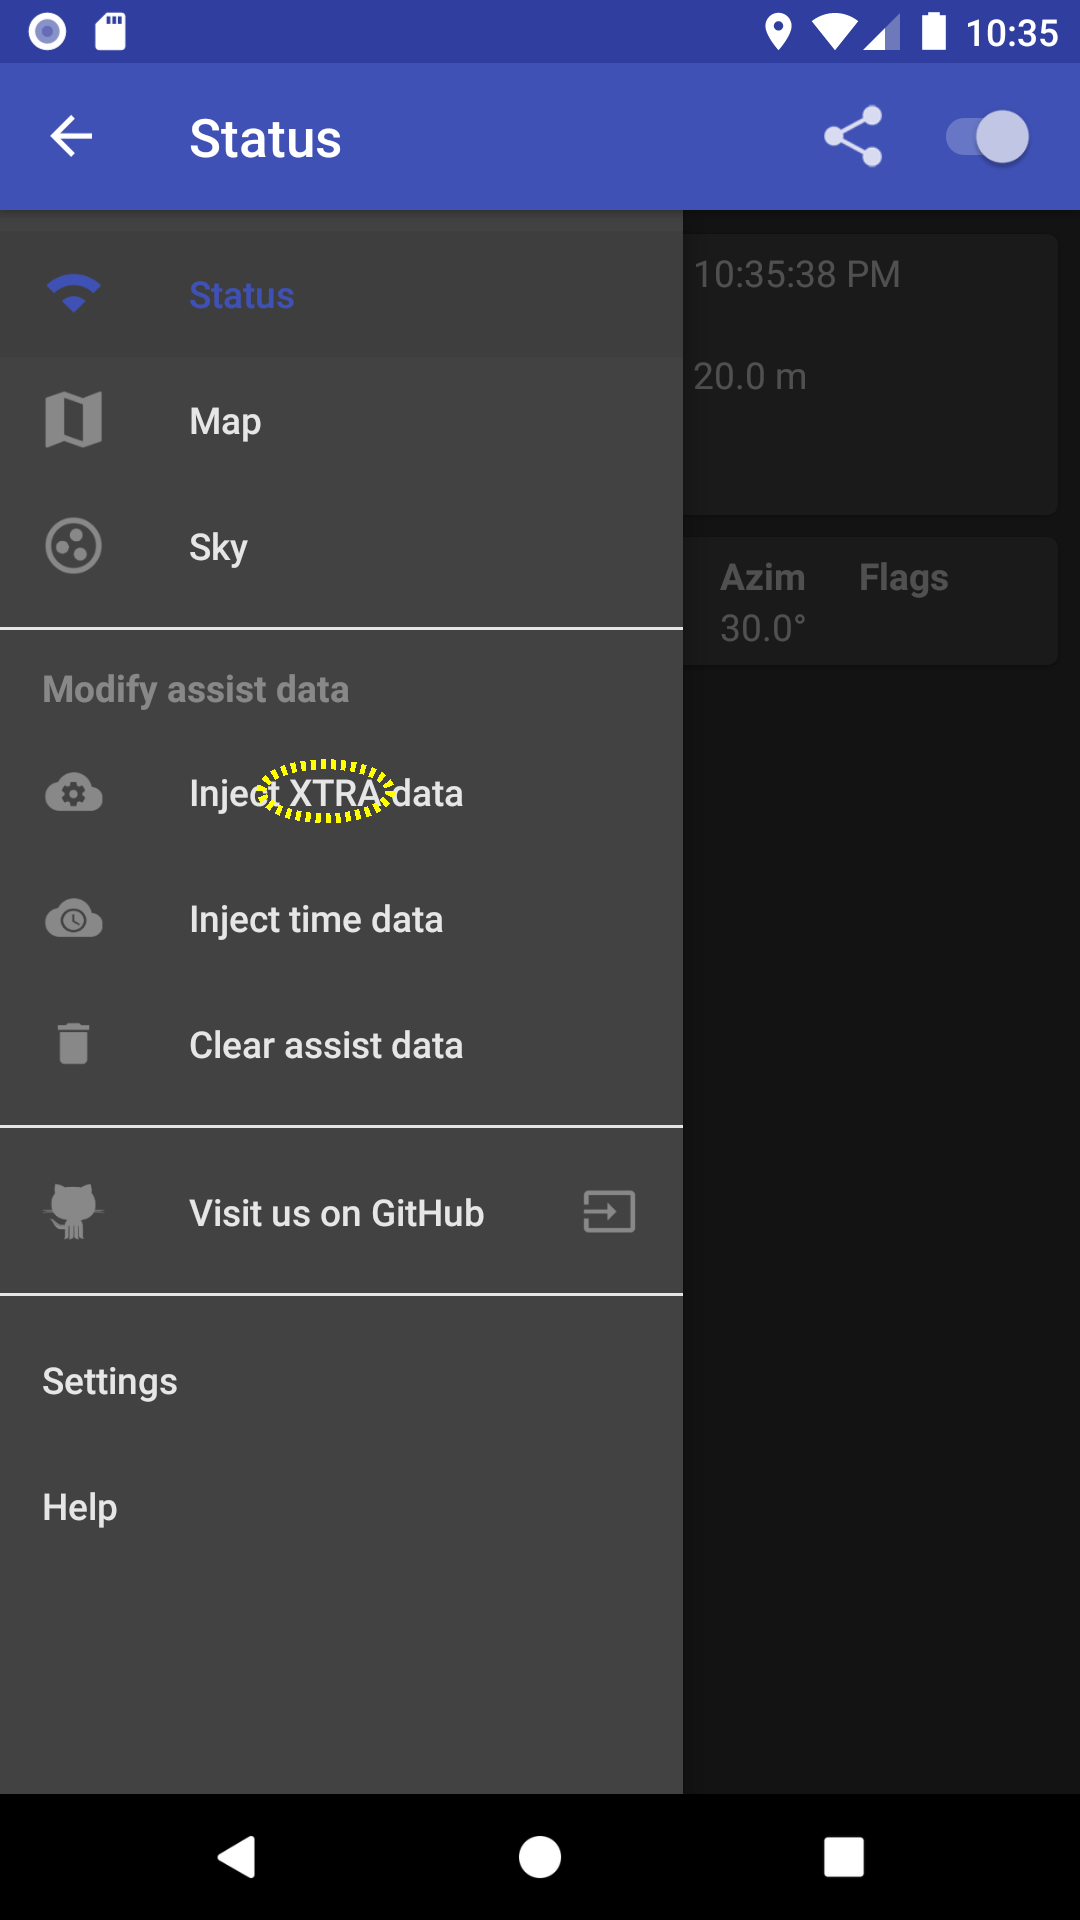 10:35
Status
Status
10:35:38 PM
Map
20.0 m
Sky
Azim Flags
30.0°
Modify assist data
Inject XTRA data
Inject time data
Clear assist data
Visit us on GitHub
Settings
Help